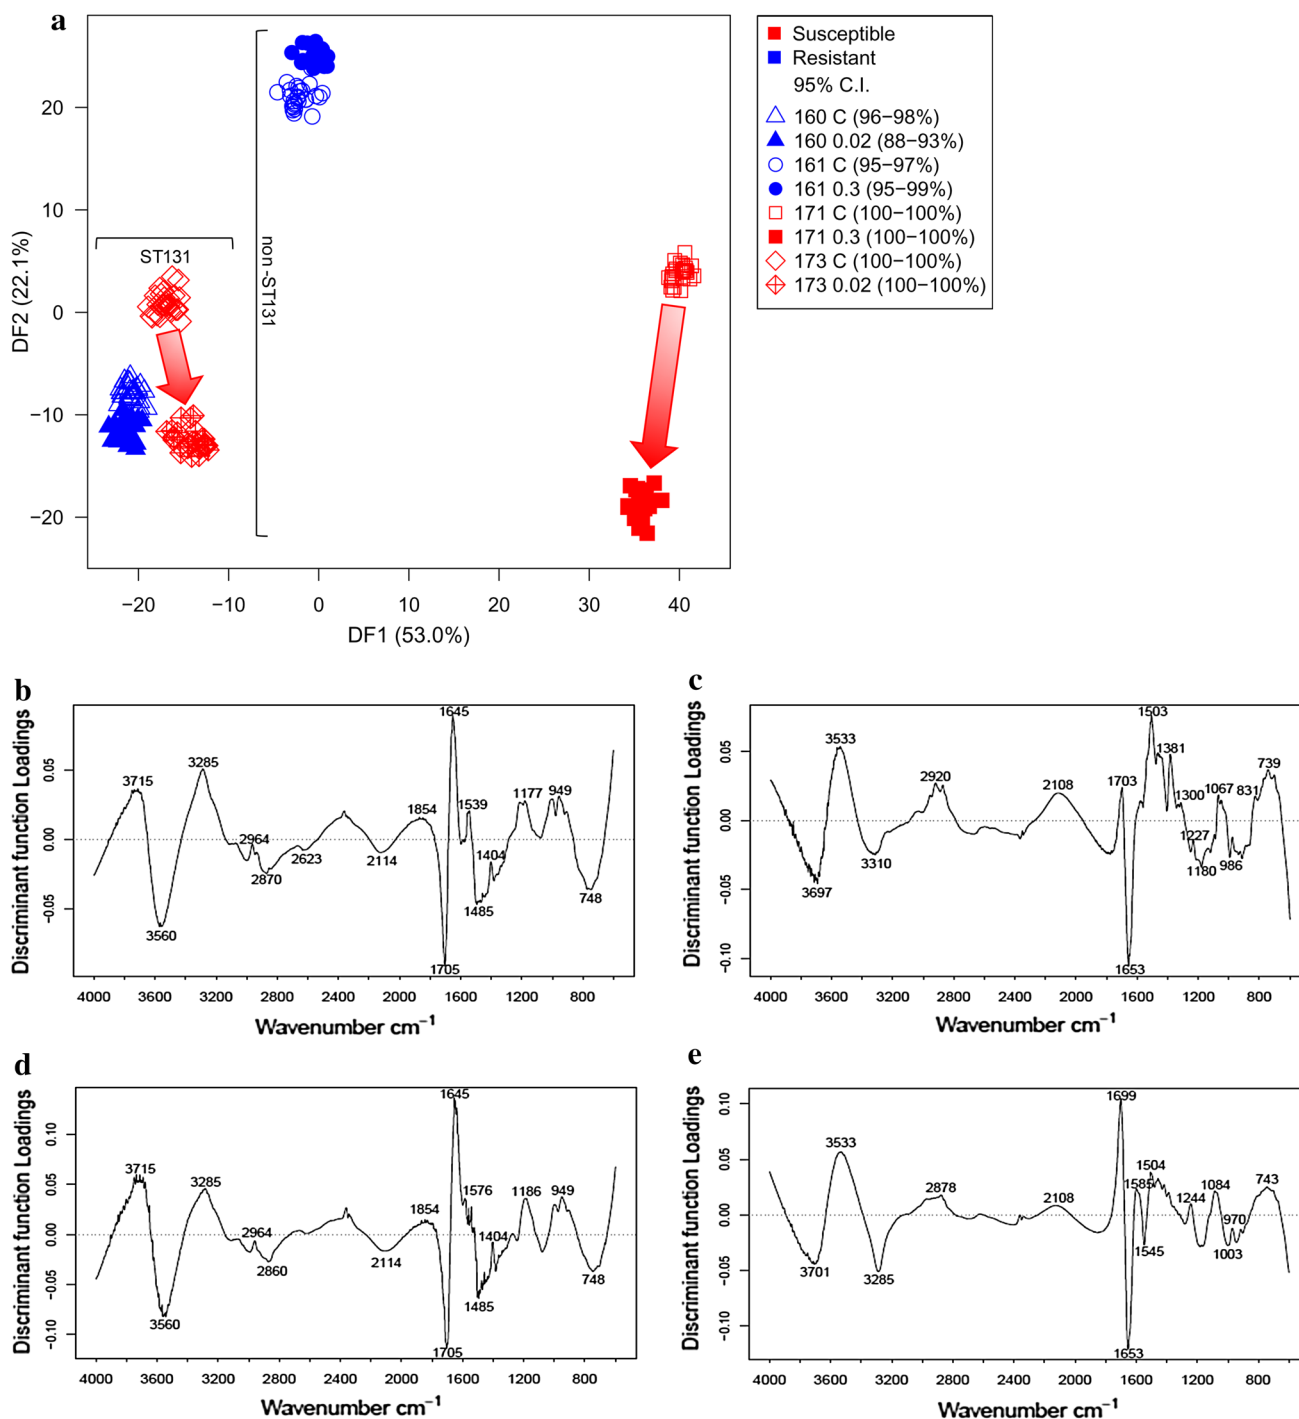 a
Susceptible
Resistant
95% C.I.
160 C (96−98%)
160 0.02 (88−93%)
161 C (95−97%)
161 0.3 (95−99%)
171 C (100−100%)
171 0.3 (100−100%)
173 C (100−100%)
173 0.02 (100−100%)
ST131
non-ST131
DF2 (22.1%)
20
10
0
−10
−20
−20 −10 0 10 20 30 40
DF1 (53.0%)
b
Discriminant function Loadings
0.05
0.00
−0.05
3715
3560
3285
2964
2870
2623
2114
1854
1705
1645
1539
1485
1404
1177
949
748
4000 3600 3200 2800 2400 2000 1600 1200 800
Wavenumber cm−1
c
Discriminant function Loadings
0.05
0.00
−0.05
−0.10
3697
3533
3310
2920
2108
1703
1653
1503
1381
1300
1227
1180
1067
986
831
739
4000 3600 3200 2800 2400 2000 1600 1200 800
Wavenumber cm−1
d
Discriminant function Loadings
0.10
0.05
0.00
−0.05
−0.10
3715
3560
3285
2964
2860
2114
1854
1705
1645
1576
1485
1404
1186
949
748
4000 3600 3200 2800 2400 2000 1600 1200 800
Wavenumber cm−1
e
Discriminant function Loadings
0.10
0.05
0.00
−0.05
−0.10
3701
3533
3285
2878
2108
1699
1653
1585
1545
1504
1244
1084
1003
970
743
4000 3600 3200 2800 2400 2000 1600 1200 800
Wavenumber cm−1